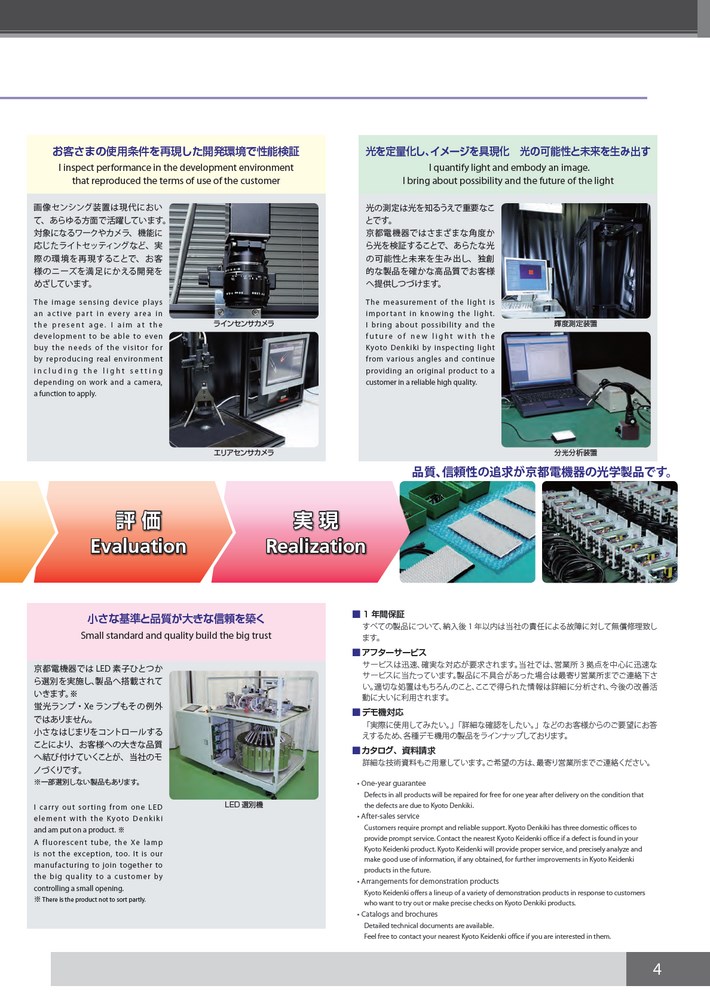 お客さまの使用条件を再現した開発環境で性能検証
I inspect performance in the development environment
that reproduced the terms of use of the customer
画像センシング装置は現代におい
て、あらゆる方面で活躍しています。
対象になるワークやカメラ、機能に
応じたライトセッティングなど、実
際の環境を再現することで、お客
様のニーズを満足にかえる開発を
めざしています。
The image sensing device plays
an active part in every area in
the present age. I aim at the
development to be able to even
buy the needs of the visitor for
by reproducing real environment
including the light setting
depending on work and a camera,
a function to apply.
ラインセンサカメラ
エリアセンサカメラ
光を定量化し、イメージを具現化　光の可能性と未来を生み出す
I quantify light and embody an image.
I bring about possibility and the future of the light
光の測定は光を知るうえで重要なこ
とです。
京都電機器ではさまざまな角度か
ら光を検証することで、あらたな光
の可能性と未来を生み出し、独創
的な製品を確かな高品質でお客様
へ提供しつづけます。
The measurement of the light is
important in knowing the light.
I bring about possibility and the
future of new light with the
Kyoto Denkiki by inspecting light
from various angles and continue
providing an original product to a
customer in a reliable high quality.
輝度測定装置
分光分析装置
品質、信頼性の追求が京都電機器の光学製品です。
評 価
Evaluation
実 現
Realization
小さな基準と品質が大きな信頼を築く
Small standard and quality build the big trust
京都電機器では LED 素子ひとつか
ら選別を実施し、製品へ搭載されて
いきます。※
蛍光ランプ・Xe ランプもその例外
ではありません。
小さなはじまりをコントロールする
ことにより、お客様への大きな品質
へ結び付けていくことが、当社のモ
ノづくりです。
※一部選別しない製品もあります。
I carry out sorting from one LED
element with the Kyoto Denkiki
and am put on a product. ※
A fluorescent tube, the Xe lamp
is not the exception, too. It is our
manufacturing to join together to
the big quality to a customer by
controlling a small opening.
※ There is the product not to sort partly.
LED 選別機
■ 1 年間保証
すべての製品について、納入後 1 年以内は当社の責任による故障に対して無償修理致し
ます。
■アフターサービス
サービスは迅速、確実な対応が要求されます。当社では、営業所 3 拠点を中心に迅速な
サービスに当たっています。製品に不具合があった場合は最寄り営業所までご連絡下さ
い。適切な処置はもちろんのこと、ここで得られた情報は詳細に分析され、今後の改善活
動に大いに利用されます。
■デモ機対応
「実際に使用してみたい。」「詳細な確認をしたい。」などのお客様からのご要望にお答
えするため、各種デモ機用の製品をラインナップしております。
■カタログ、資料請求
詳細な技術資料もご用意しています。ご希望の方は、最寄り営業所までご連絡ください。
• One-year guarantee
Defects in all products will be repaired for free for one year after delivery on the condition that
the defects are due to Kyoto Denkiki.
• After-sales service
Customers require prompt and reliable support. Kyoto Denkiki has three domestic offices to
provide prompt service. Contact the nearest Kyoto Keidenki office if a defect is found in your
Kyoto Keidenki product. Kyoto Keidenki will provide proper service, and precisely analyze and
make good use of information, if any obtained, for further improvements in Kyoto Keidenki
products in the future.
• Arrangements for demonstration products
Kyoto Keidenki offers a lineup of a variety of demonstration products in response to customers
who want to try out or make precise checks on Kyoto Denkiki products.
• Catalogs and brochures
Detailed technical documents are available.
Feel free to contact your nearest Kyoto Keidenki office if you are interested in them.
4